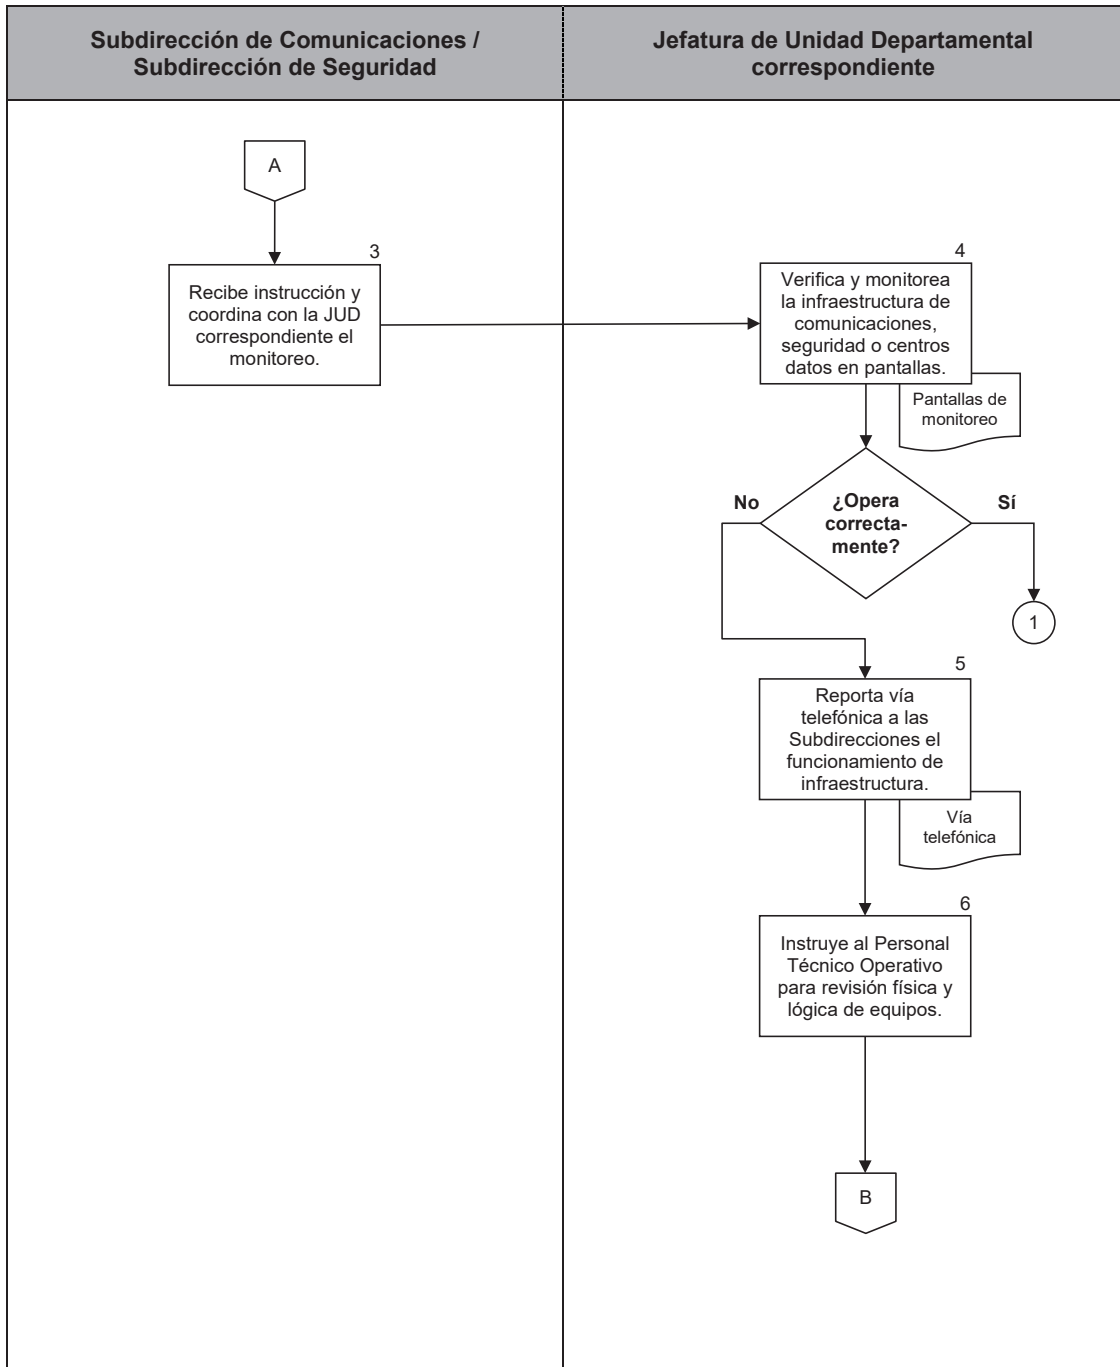 Subdirección de Comunicaciones /
Subdirección de Seguridad
Jefatura de Unidad Departamental
correspondiente
A
3
Recibe instrucción y
coordina con la JUD
correspondiente el
monitoreo.
4
Verifica y monitorea
la infraestructura de
comunicaciones,
seguridad o centros
datos en pantallas.
Pantallas de
monitoreo
¿Opera
correcta-
mente?
No
Sí
1
5
Reporta vía
telefónica a las
Subdirecciones el
funcionamiento de
infraestructura.
Vía
telefónica
6
Instruye al Personal
Técnico Operativo
para revisión física y
lógica de equipos.
B